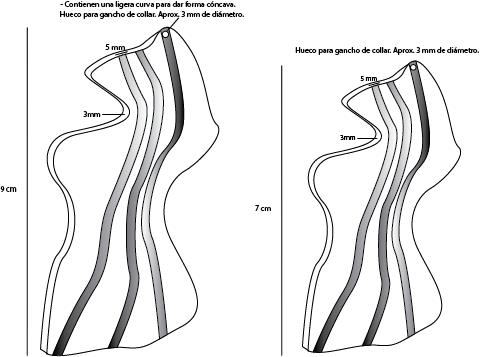 - Contienen una ligera curva para dar forma cóncava.
Hueco para gancho de collar. Aprox. 3 mm de diámetro.
5 mm
3mm
9 cm
Hueco para gancho de collar. Aprox. 3 mm de diámetro.
5 mm
3mm
7 cm